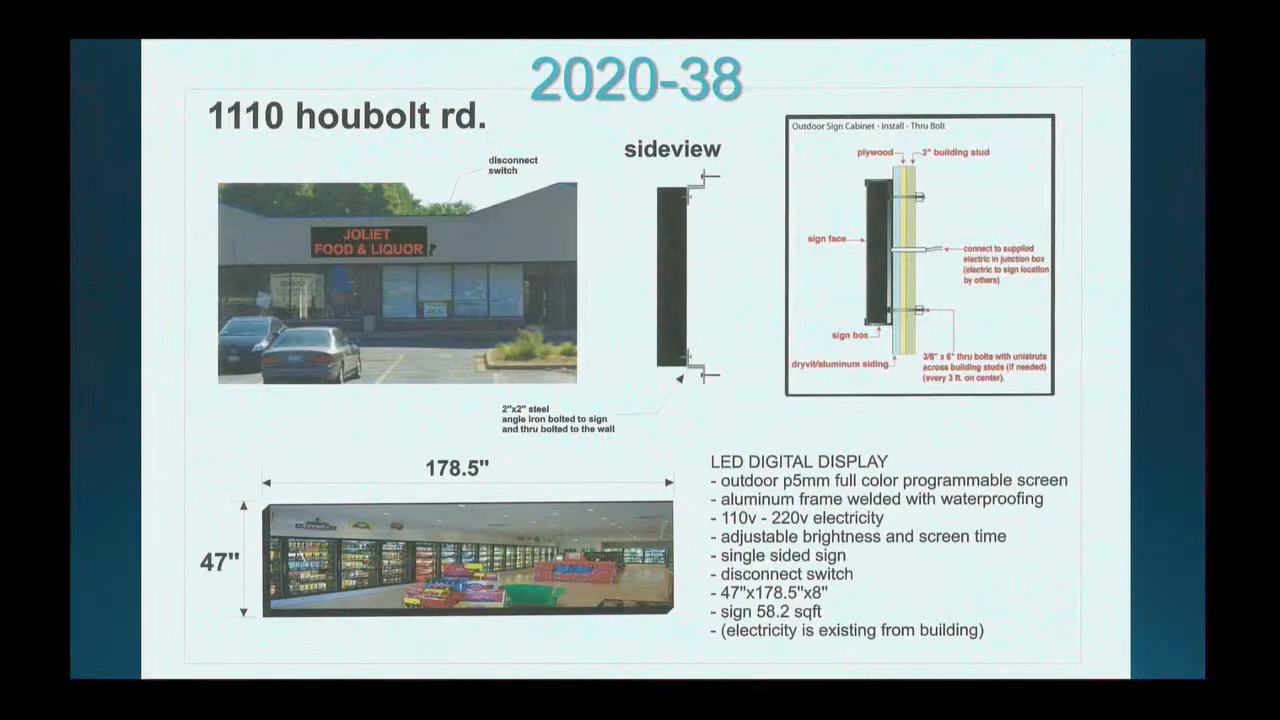 2020-38
1110 houbolt rd.
disconnect
switch
JOLIET
FOOD & LIQUOR
sideview
2"x2" steel
angle iron bolted to sign
and thru bolted to the wall
Outdoor Sign Cabinet - Install - Thru Bolt
plywood
2" building stud
sign face
connect to supplied
electric in junction box
(electric to sign location
by others)
sign box
dryvit/aluminum siding
3/8" x 6" thru bolts with unistruts
across building studs (if needed)
(every 3 ft. on center).
178.5"
47"
LED DIGITAL DISPLAY
- outdoor p5mm full color programmable screen
- aluminum frame welded with waterproofing
- 110v - 220v electricity
- adjustable brightness and screen time
- single sided sign
- disconnect switch
- 47"x178.5"x8"
- sign 58.2 sqft
- (electricity is existing from building)